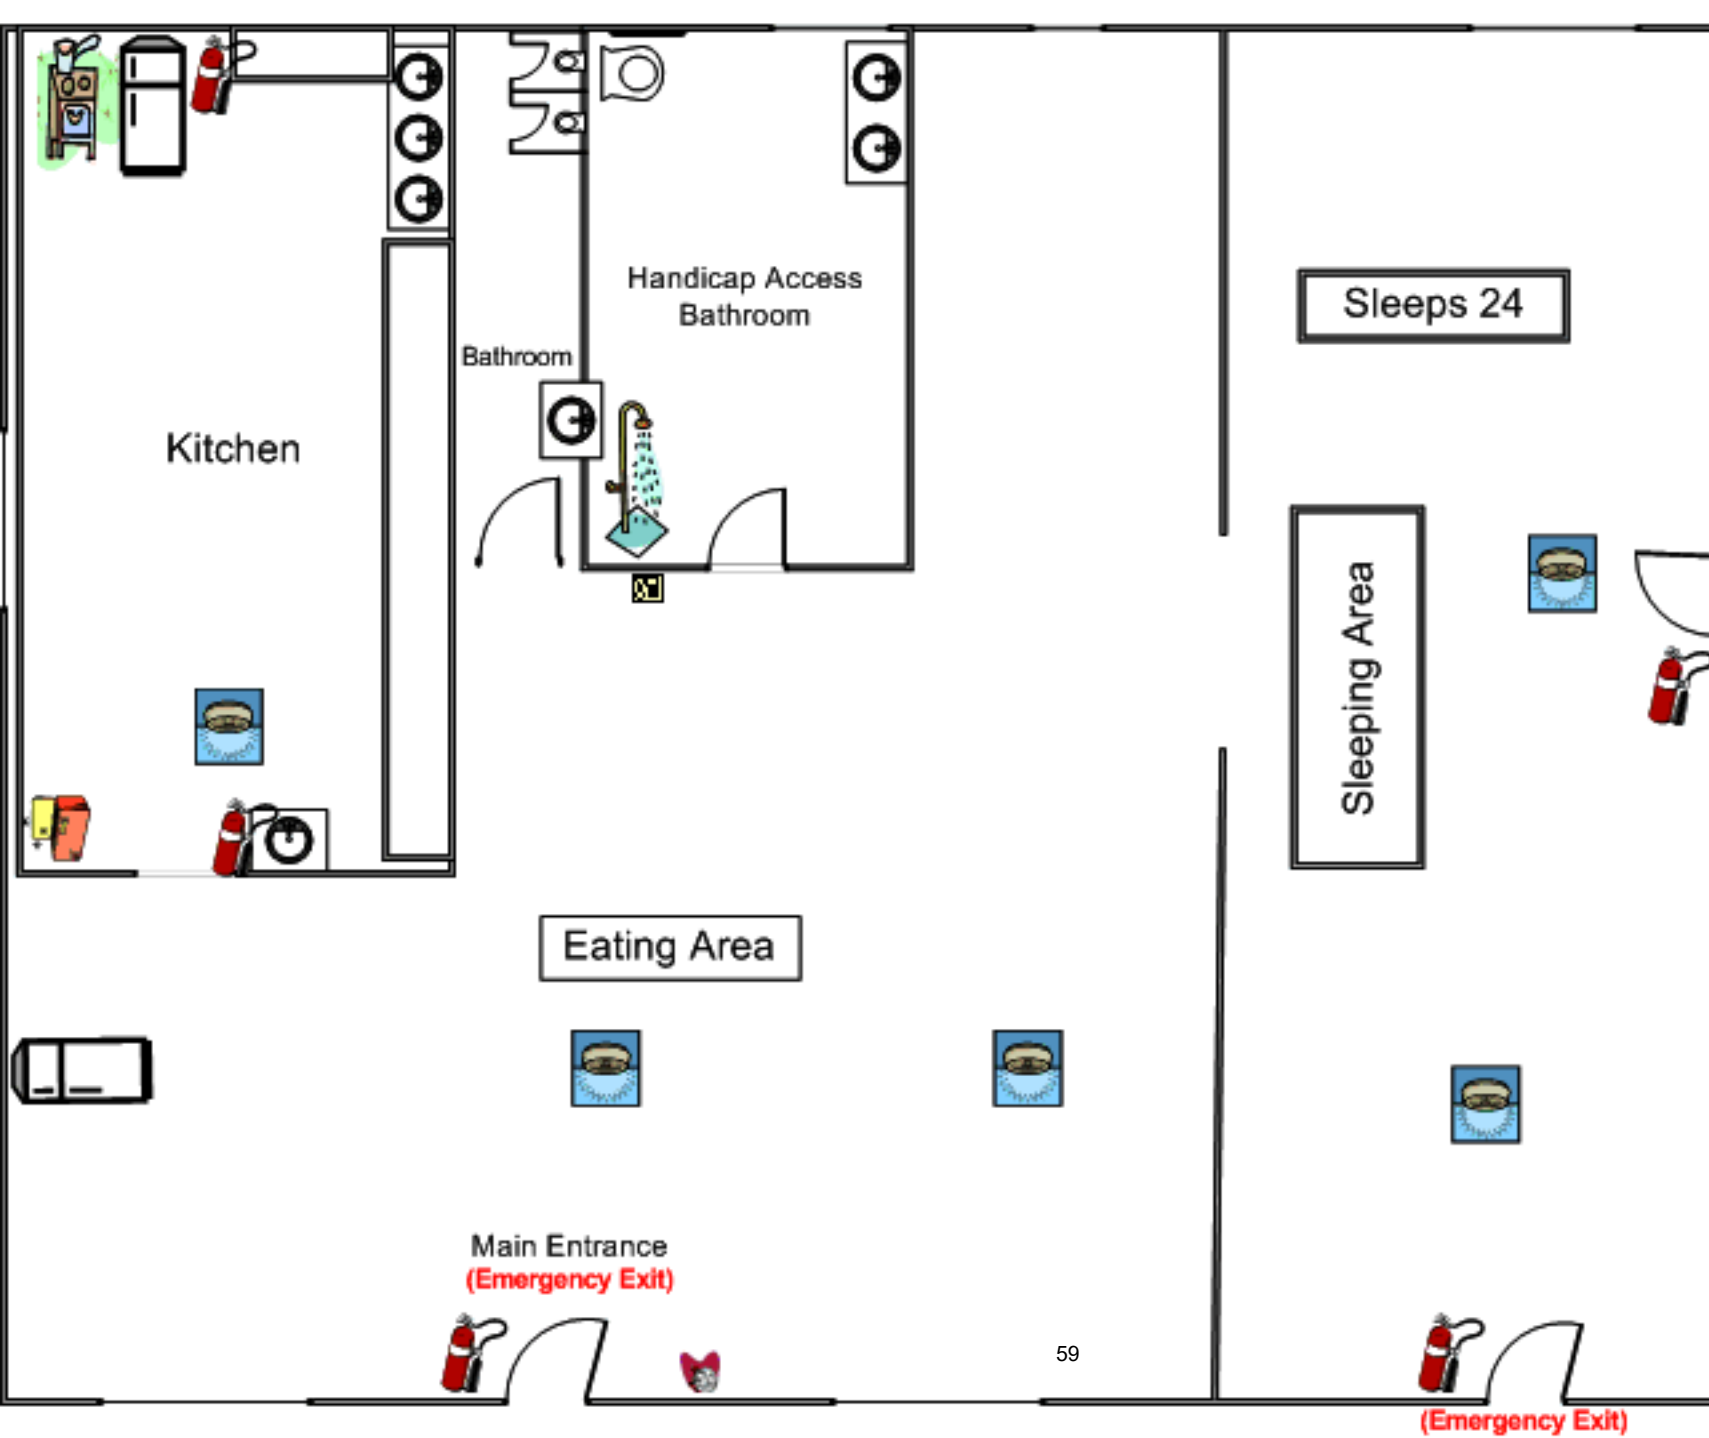 Handicap Access
Bathroom
Sleeps 24
Bathroom
Kitchen
Sleeping Area
Eating Area
Main Entrance
(Emergency Exit)
59
(Emergency Exit)